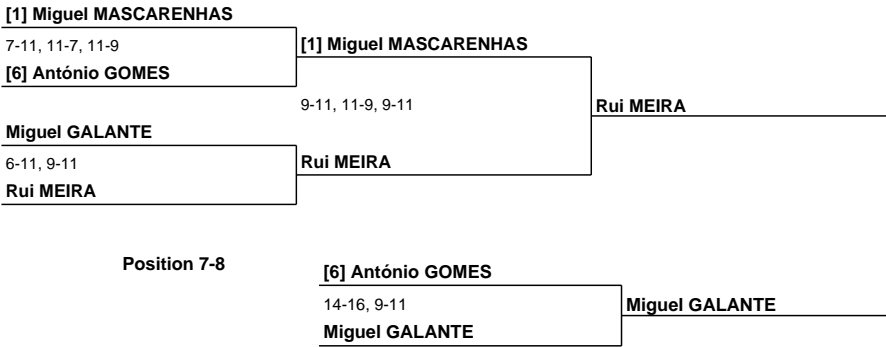 [1] Miguel MASCARENHAS
7-11, 11-7, 11-9
[1] Miguel MASCARENHAS
[6] António GOMES
9-11, 11-9, 9-11
Rui MEIRA
Miguel GALANTE
6-11, 9-11
Rui MEIRA
Rui MEIRA
Position 7-8
[6] António GOMES
14-16, 9-11
Miguel GALANTE
Miguel GALANTE